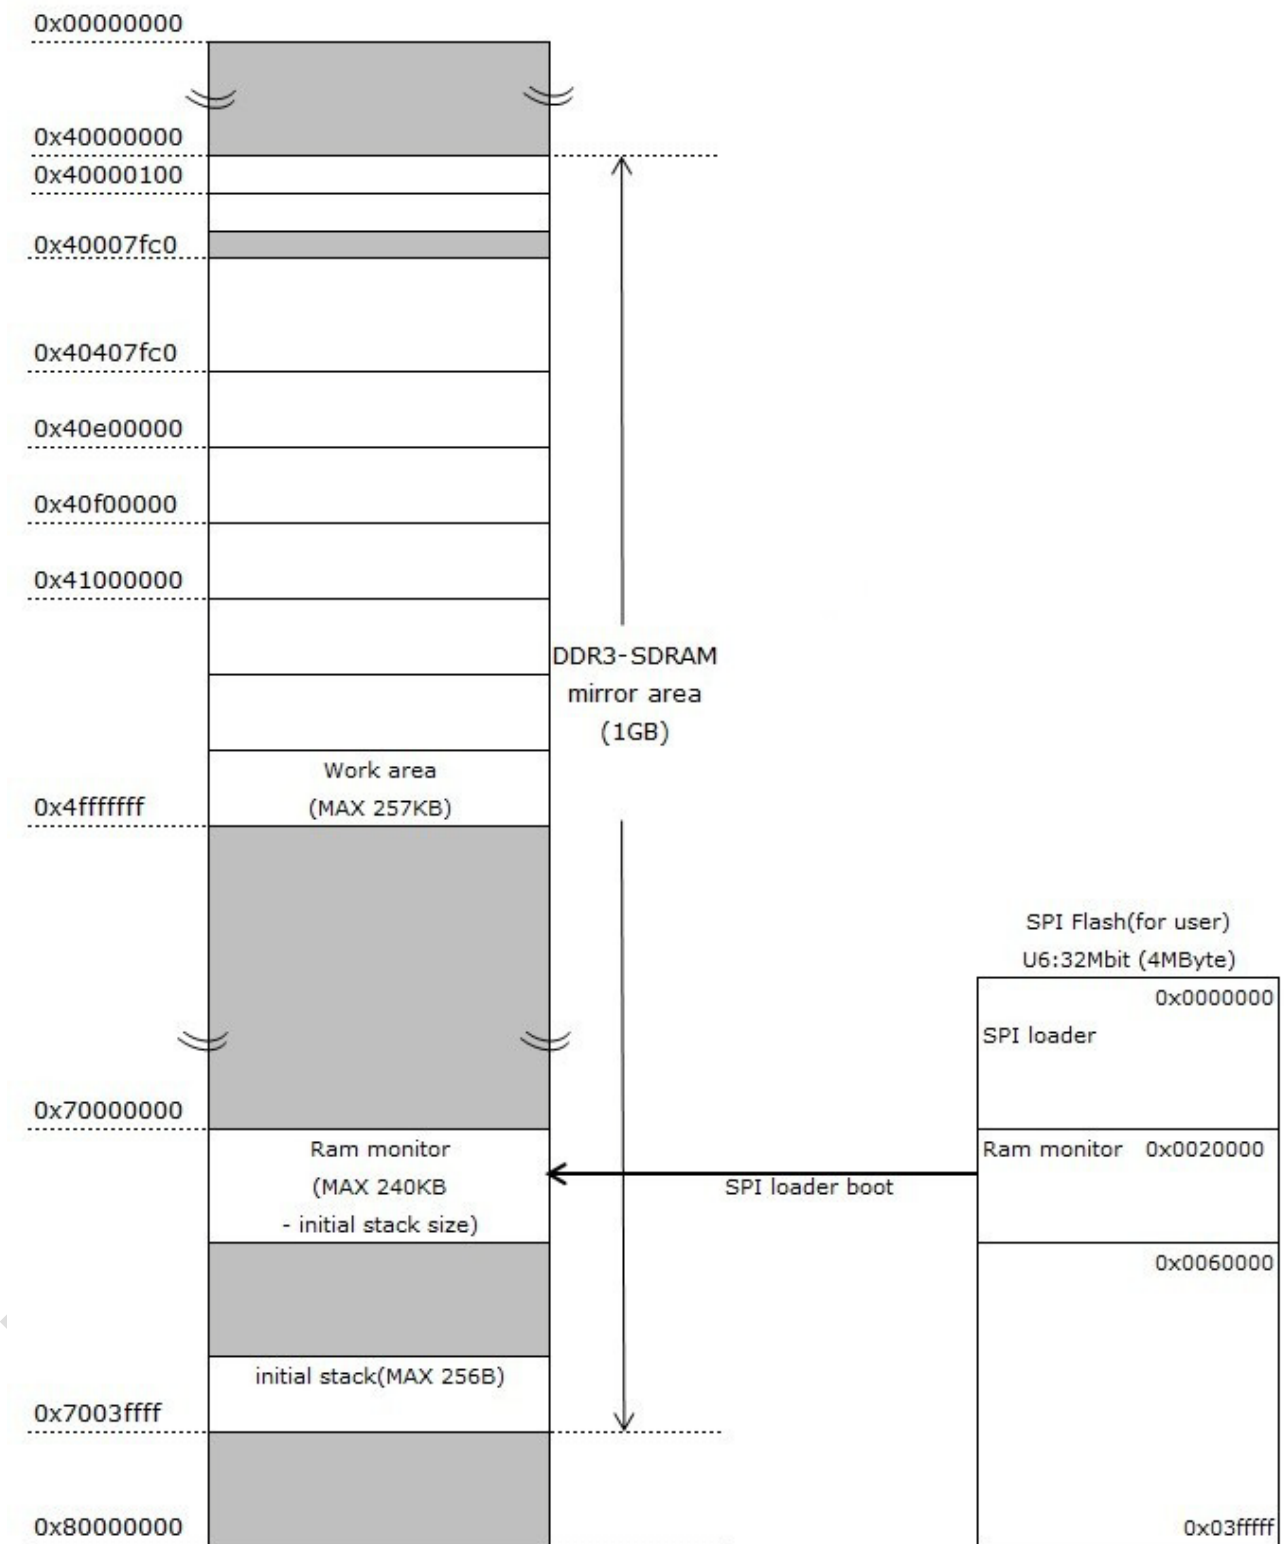 0x00000000
0x40000000
0x40000100
0x40007fc0
0x40407fc0
0x40e00000
0x40f00000
0x41000000
DDR3-SDRAM
mirror area
(1GB)
Work area
(MAX 257KB)
0x4fffffff
SPI Flash(for user)
U6:32Mbit (4MByte)
0x0000000
SPI loader
0x70000000
Ram monitor
(MAX 240KB
- initial stack size)
SPI loader boot
Ram monitor 0x0020000
0x0060000
initial stack(MAX 256B)
0x7003ffff
0x80000000
0x03fffff